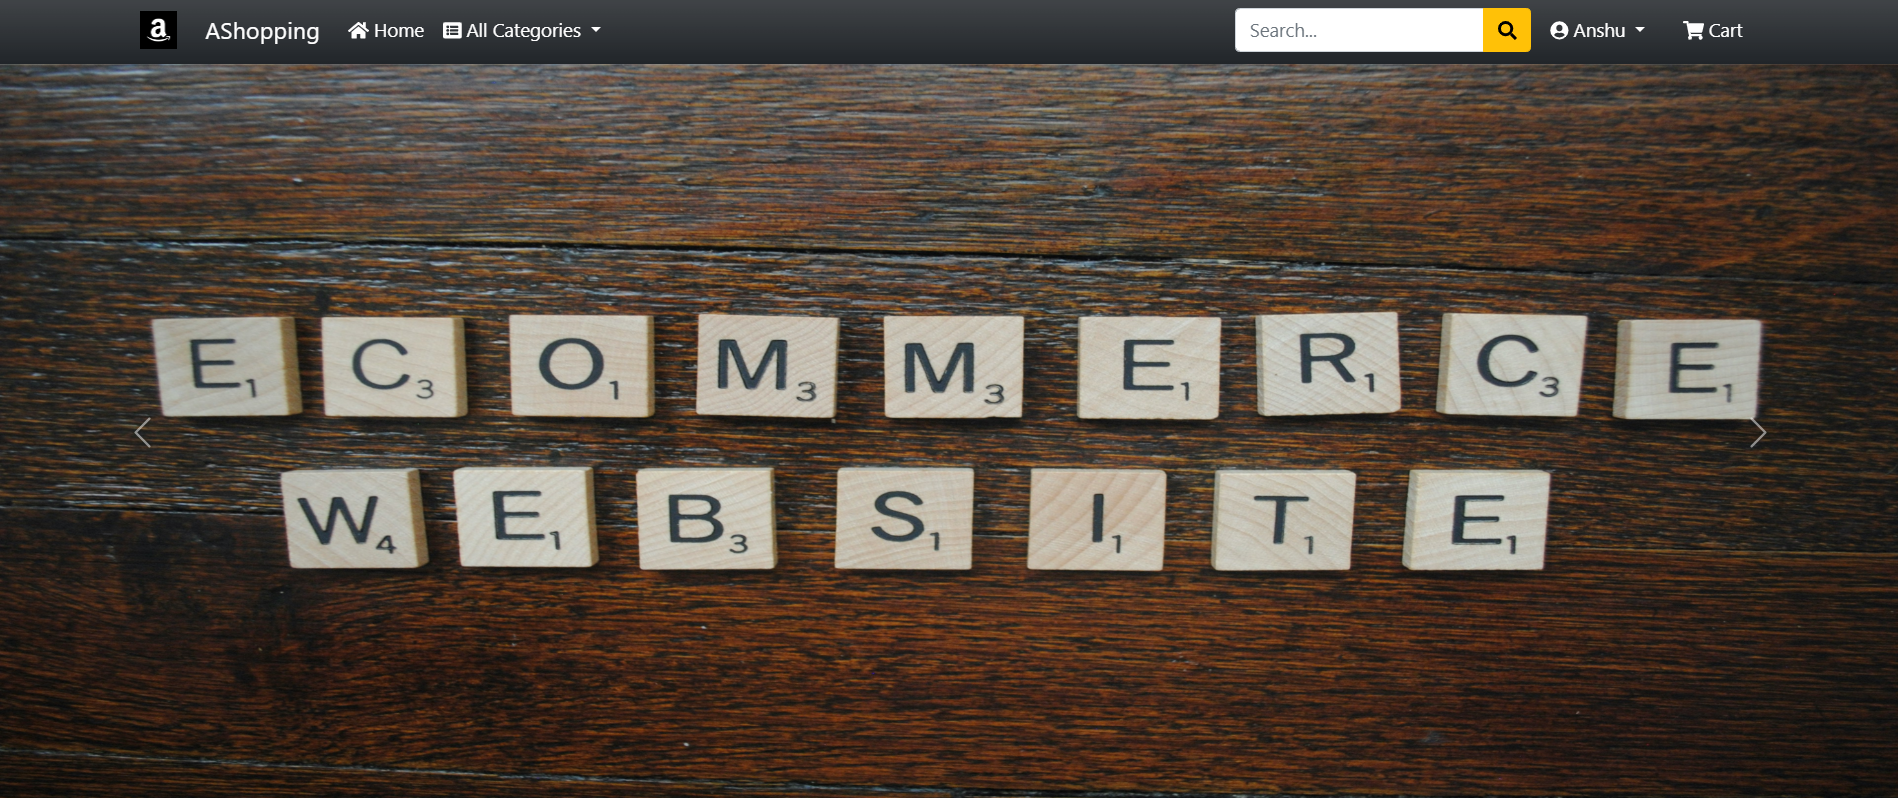 a AShopping Home All Categories Search... Anshu Cart
E1 C3 O1 M3 M3 E1 R1 C3 E1
W4 E1 B3 S1 I1 T1 E1